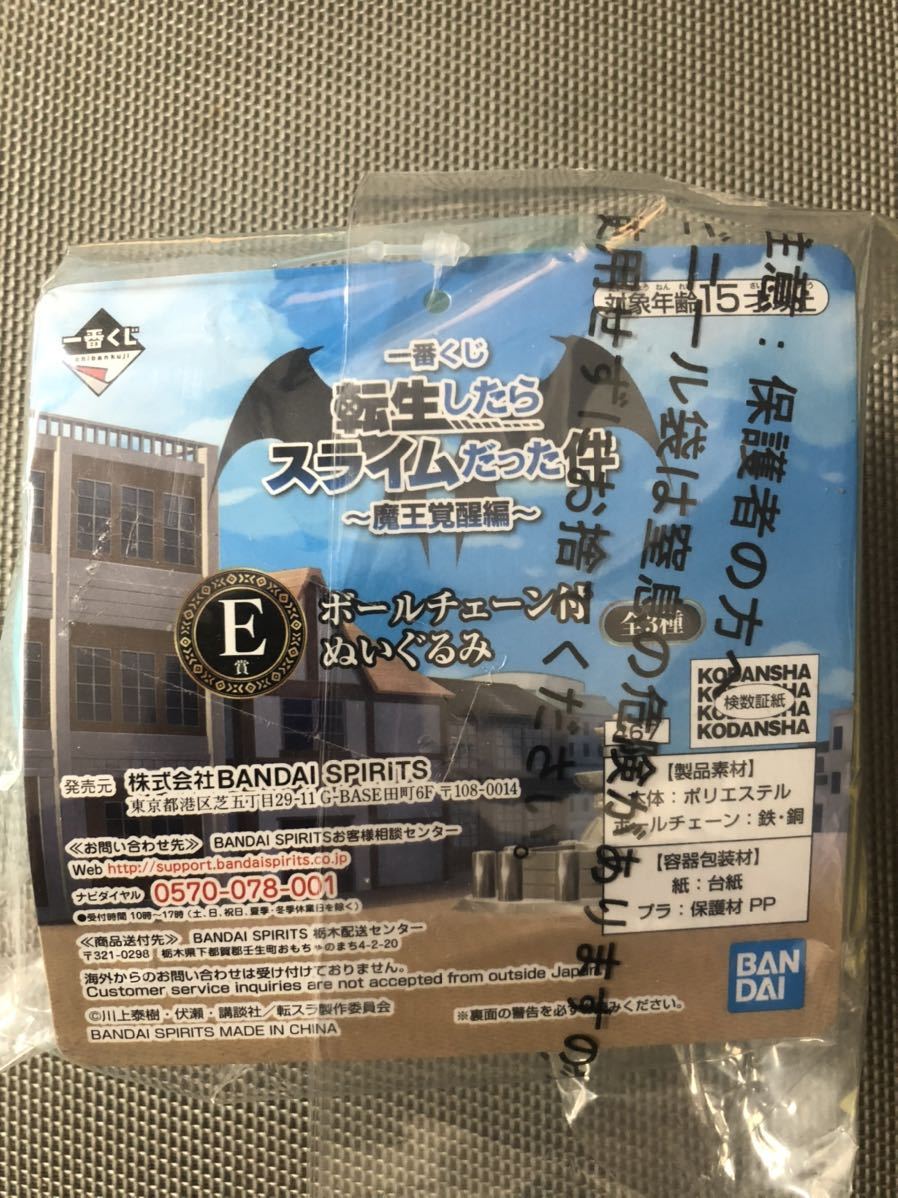 一番くじ
ichibankuji
対象年齢15才以上
一番くじ
転生したら
スライムだった件
～魔王覚醒編～
E
賞
ボールチェーン付
ぬいぐるみ
全3種
KODANSHA
KODANSHA
KODANSHA
KODANSHA
検数証紙
発売元 株式会社BANDAI SPIRITS
東京都港区芝五丁目29-11 G-BASE田町6F 〒108-0014
≪お問い合わせ先≫ BANDAI SPIRITSお客様相談センター
Web http://support.bandaispirits.co.jp
ナビダイヤル 0570-078-001
●受付時間 10時～17時（土、日、祝日、夏季・冬季休業日を除く）
≪商品送付先≫ BANDAI SPIRITS 栃木配送センター
〒321-0298 栃木県下都賀郡壬生町おもちゃのまち4-2-20
海外からのお問い合わせは受け付けておりません。
Customer service inquiries are not accepted from outside Japan.
©川上泰樹・伏瀬・講談社／転スラ製作委員会
BANDAI SPIRITS MADE IN CHINA
【製品素材】
本体：ポリエステル
ボールチェーン：鉄・銅
【容器包装材】
紙：台紙
プラ：保護材 PP
BAN
DAI
※裏面の警告を必ずお読みください。
注意：保護者の方へ
ビニール袋は窒息の危険がありますの
使用せずにお捨てください。